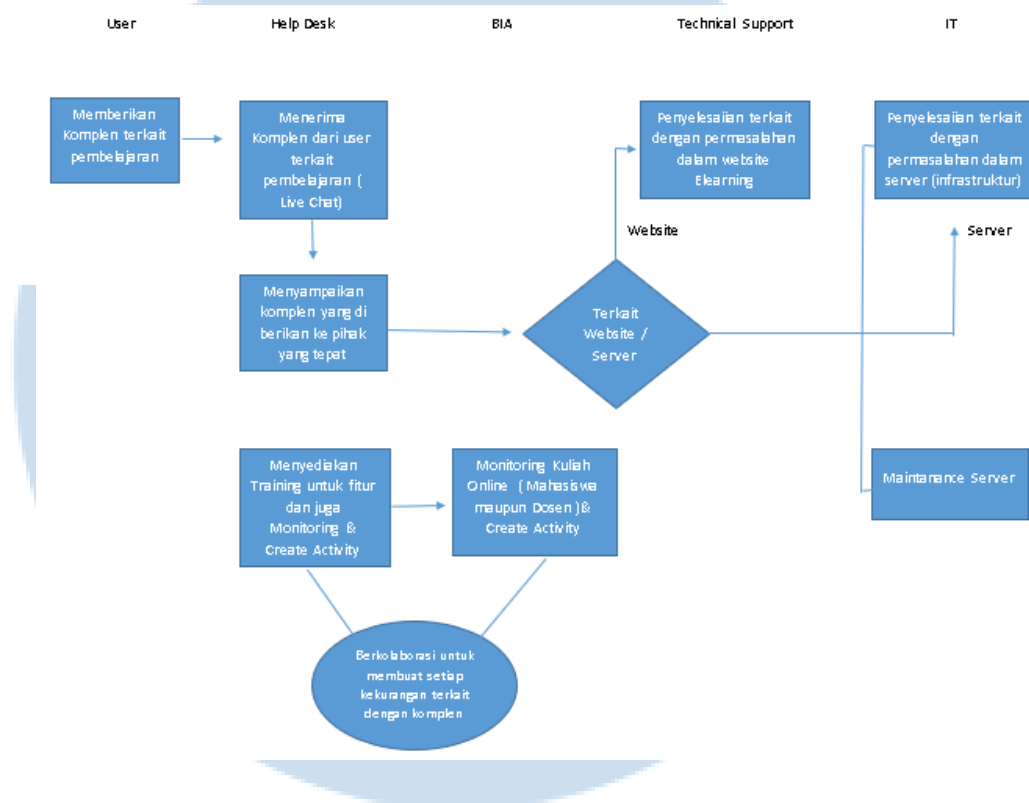 User
Help Desk
BIA
Technical Support
IT
Memberikan
Komplen terkait
pembelajaran
Menerima
Komplen dari user
terkait
pembelajaran (
Live Chat)
Penyelesaiian terkait
dengan permasalahan
dalam website
Elearning
Penyelesaiian terkait
dengan
permasalahan dalam
server (infrastruktur)
Website
Server
Menyampaikan
komplen yang di
berikan ke pihak
yang tepat
Terkait
Website /
Server
Menyediakan
Training untuk fitur
dan juga
Monitoring &
Create Activity
Monitoring Kuliah
Online ( Mahasiswa
maupun Dosen )&
Create Activity
Maintanance Server
Berkolaborasi untuk
membuat setiap
kekurangan terkait
dengan komplen